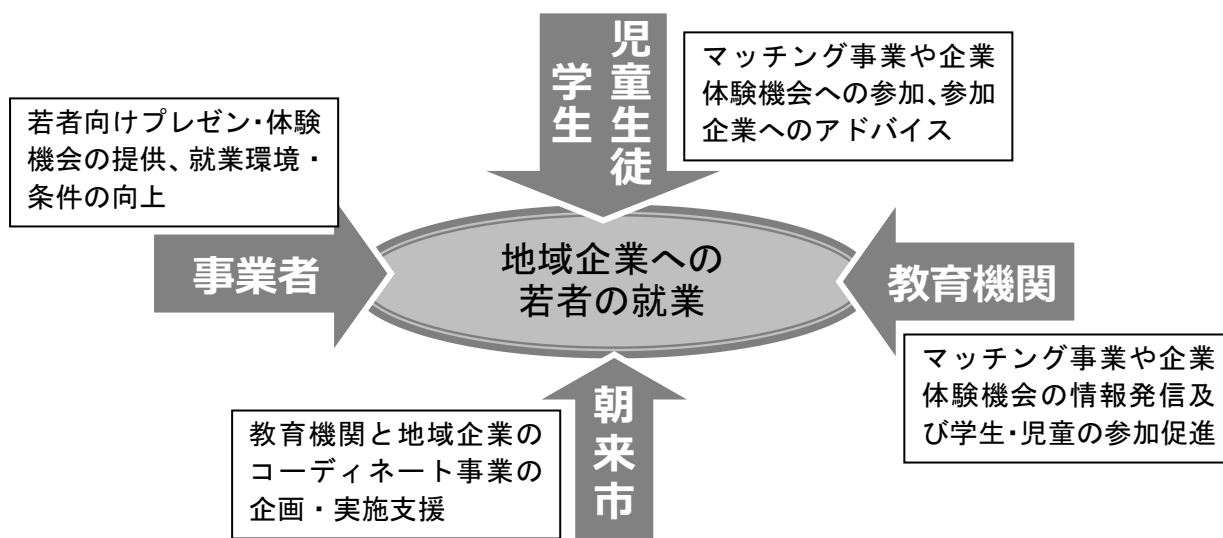 児童生徒
学生
マッチング事業や企業
体験機会への参加、参加
企業へのアドバイス
若者向けプレゼン・体験
機会の提供、就業環境・
条件の向上
事業者
地域企業への
若者の就業
教育機関
マッチング事業や企業
体験機会の情報発信及
び学生・児童の参加促進
朝来市
教育機関と地域企業の
コーディネート事業の
企画・実施支援